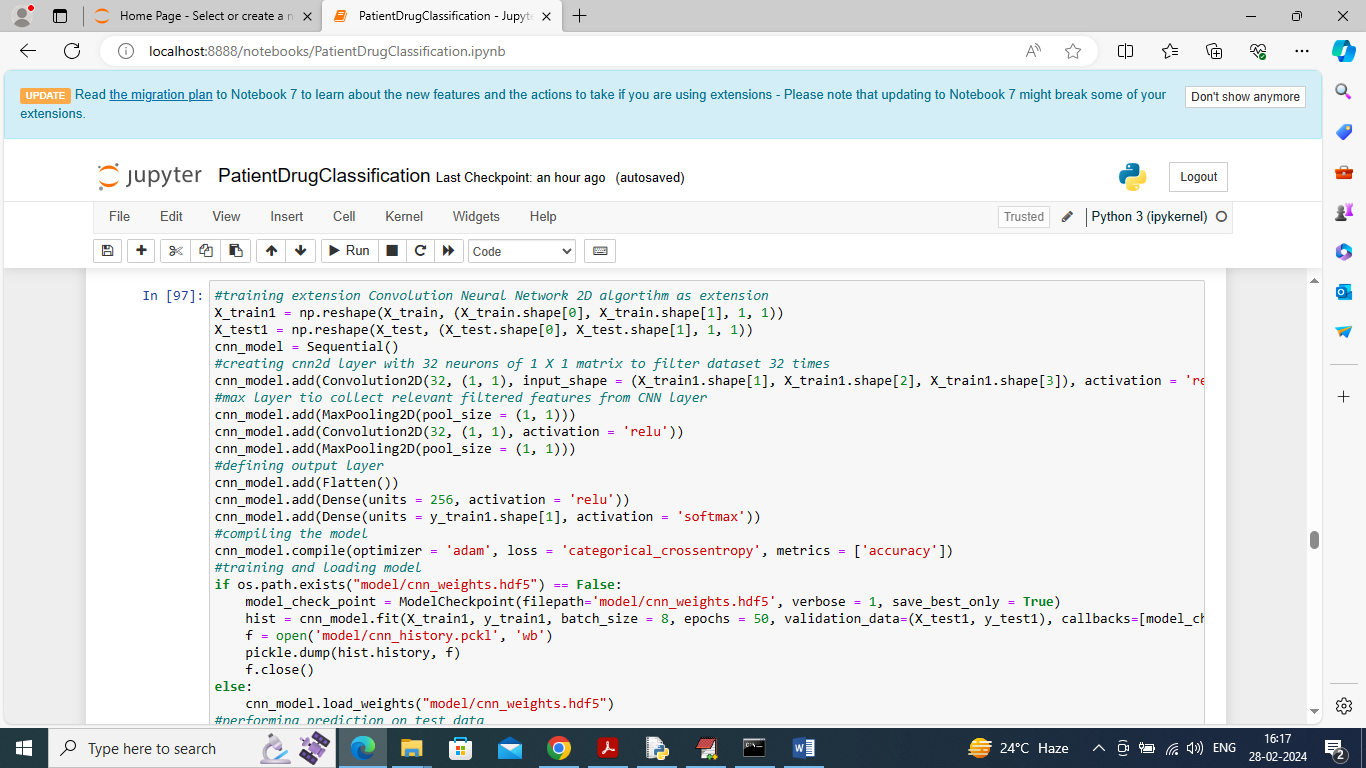 Home Page - Select or create a n
PatientDrugClassification - Jupyte
localhost:8888/notebooks/PatientDrugClassification.ipynb
UPDATE Read the migration plan to Notebook 7 to learn about the new features and the actions to take if you are using extensions - Please note that updating to Notebook 7 might break some of your
extensions.
Don't show anymore
jupyter PatientDrugClassification Last Checkpoint: an hour ago (autosaved)
Logout
File Edit View Insert Cell Kernel Widgets Help
Trusted
Python 3 (ipykernel)
Run
Code
In [97]:
#training extension Convolution Neural Network 2D algortihm as extension
X_train1 = np.reshape(X_train, (X_train.shape[0], X_train.shape[1], 1, 1))
X_test1 = np.reshape(X_test, (X_test.shape[0], X_test.shape[1], 1, 1))
cnn_model = Sequential()
#creating cnn2d layer with 32 neurons of 1 X 1 matrix to filter dataset 32 times
cnn_model.add(Convolution2D(32, (1, 1), input_shape = (X_train1.shape[1], X_train1.shape[2], X_train1.shape[3]), activation = 're
#max layer tio collect relevant filtered features from CNN layer
cnn_model.add(MaxPooling2D(pool_size = (1, 1)))
cnn_model.add(Convolution2D(32, (1, 1), activation = 'relu'))
cnn_model.add(MaxPooling2D(pool_size = (1, 1)))
#defining output layer
cnn_model.add(Flatten())
cnn_model.add(Dense(units = 256, activation = 'relu'))
cnn_model.add(Dense(units = y_train1.shape[1], activation = 'softmax'))
#compiling the model
cnn_model.compile(optimizer = 'adam', loss = 'categorical_crossentropy', metrics = ['accuracy'])
#training and loading model
if os.path.exists("model/cnn_weights.hdf5") == False:
    model_check_point = ModelCheckpoint(filepath='model/cnn_weights.hdf5', verbose = 1, save_best_only = True)
    hist = cnn_model.fit(X_train1, y_train1, batch_size = 8, epochs = 50, validation_data=(X_test1, y_test1), callbacks=[model_ch
    f = open('model/cnn_history.pckl', 'wb')
    pickle.dump(hist.history, f)
    f.close()
else:
    cnn_model.load_weights("model/cnn_weights.hdf5")
#performing prediction on test data
Type here to search
24°C Haze
ENG
16:17
28-02-2024
2